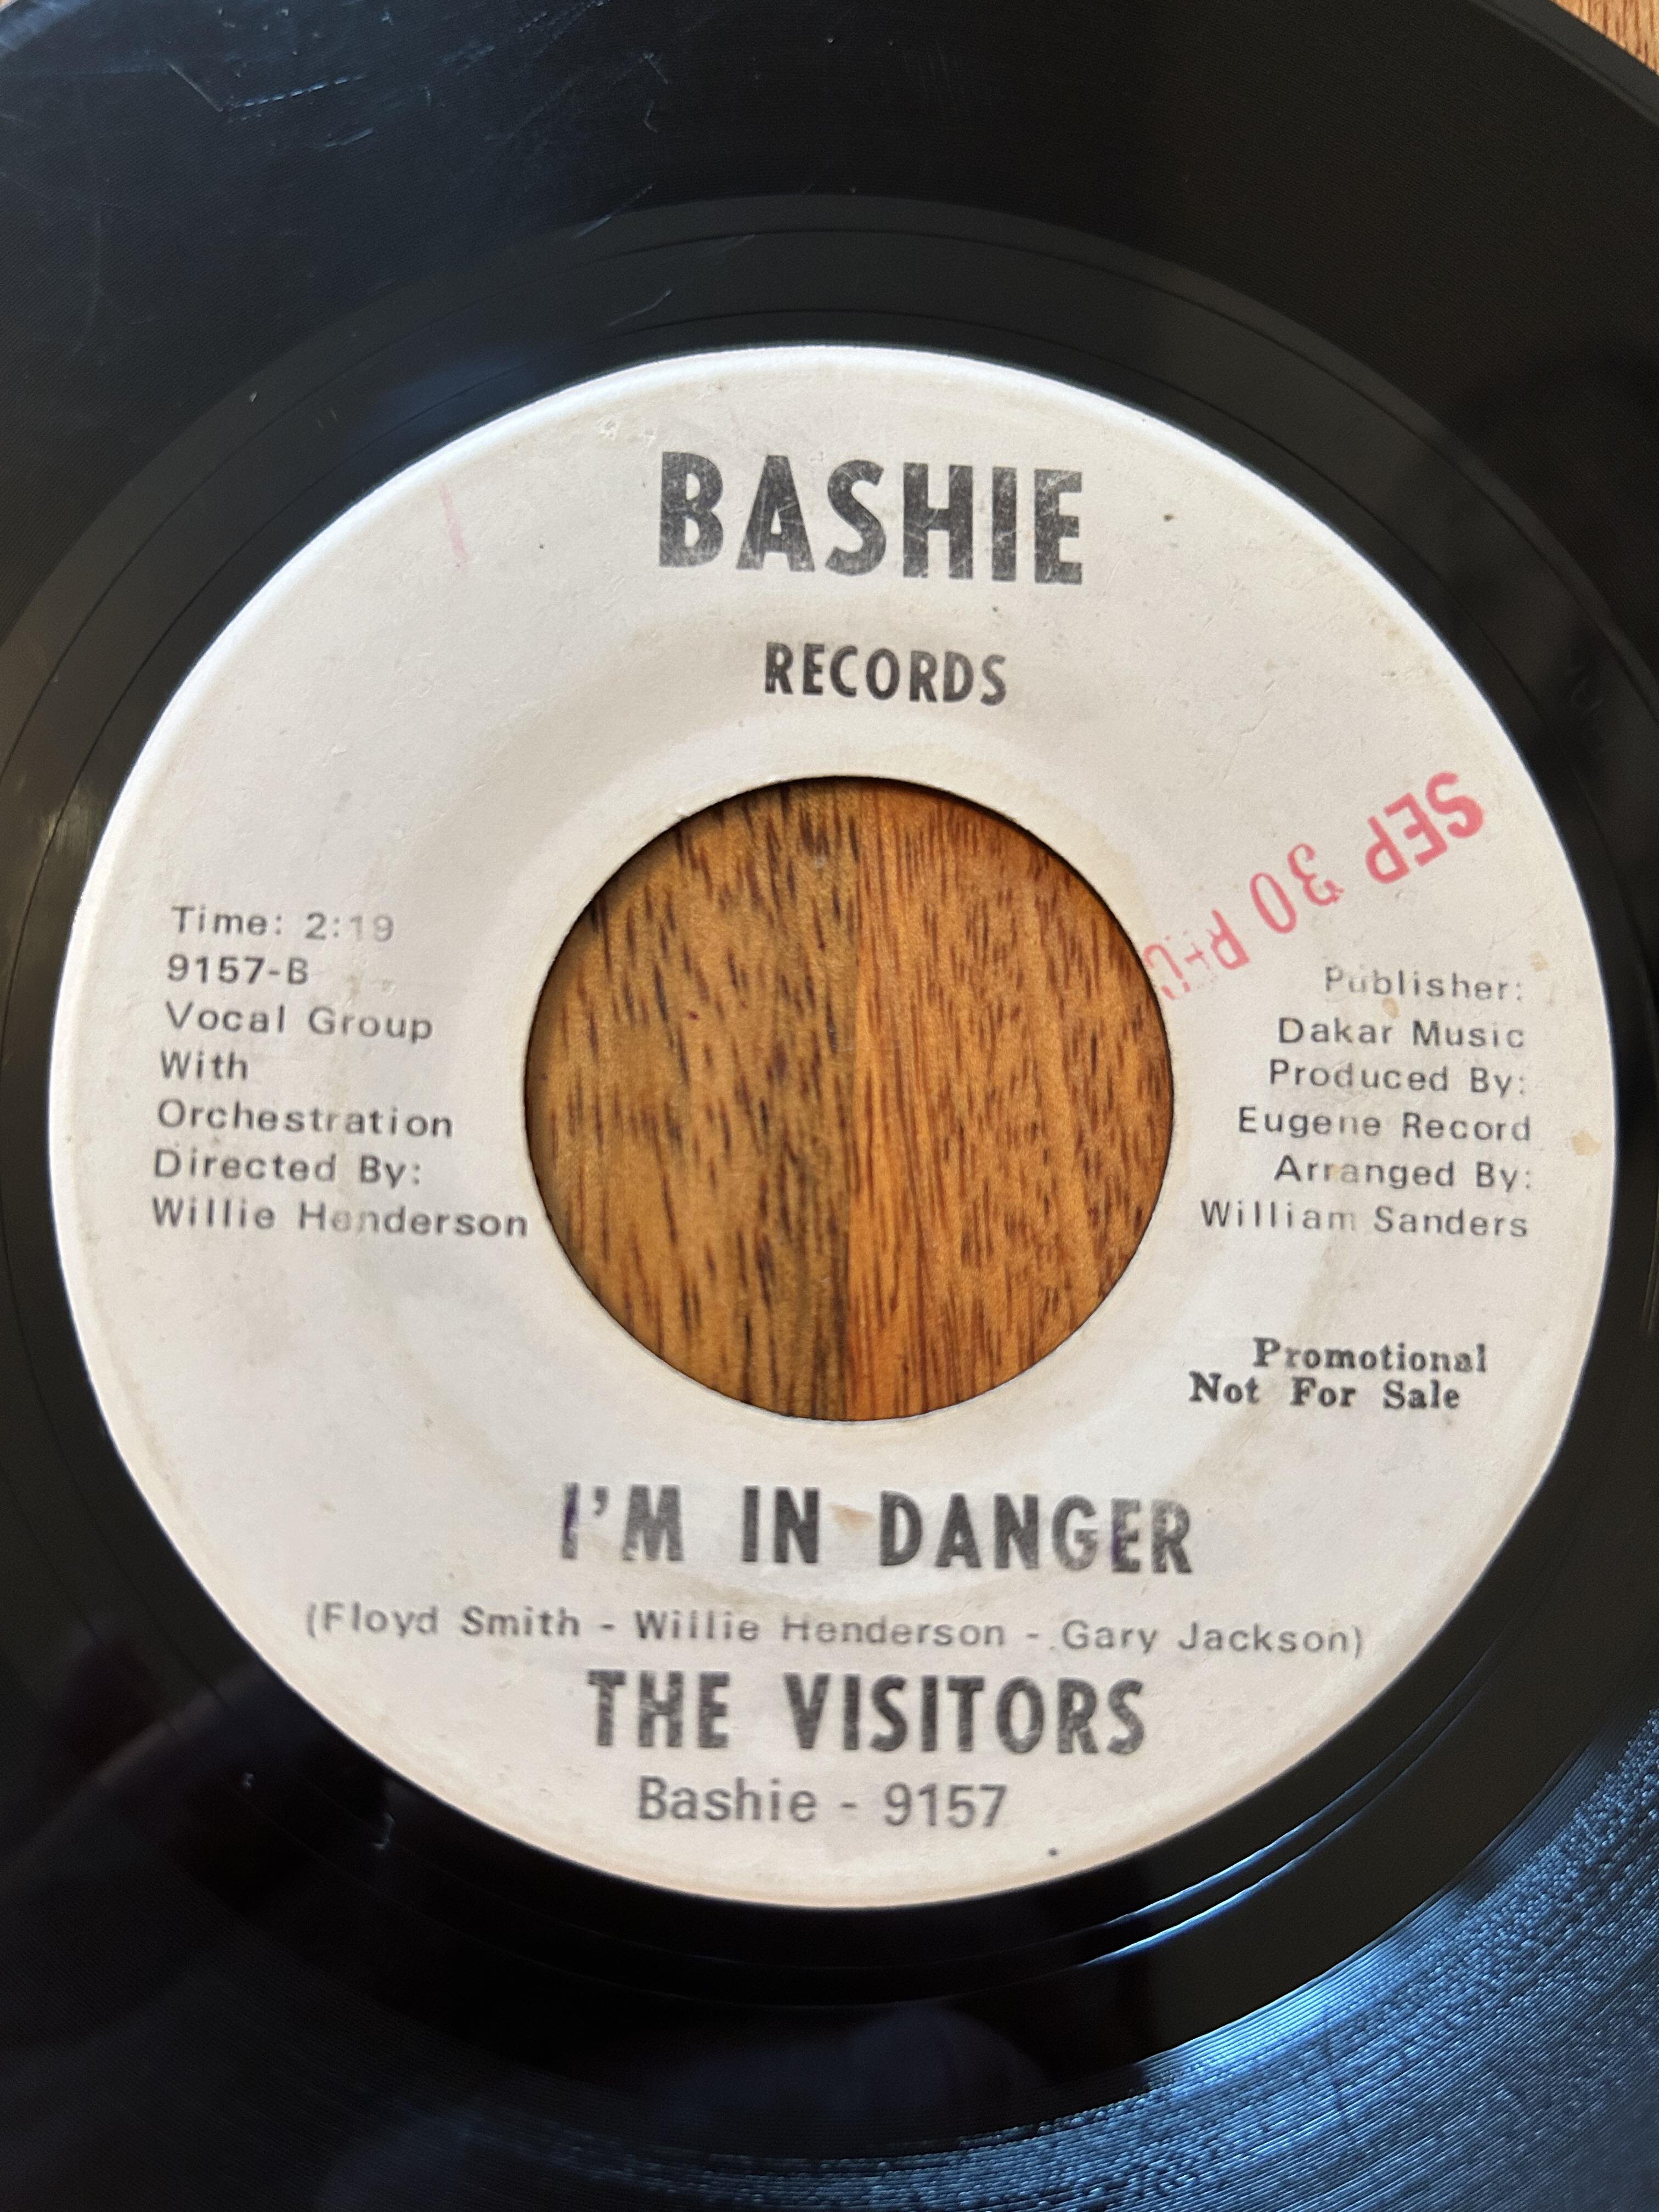 BASHIE
RECORDS
SEP 30
Time: 2:19
9157-B
Vocal Group
With
Orchestration
Directed By:
Willie Henderson
Publisher:
Dakar Music
Produced By:
Eugene Record
Arranged By:
William Sanders
Promotional
Not For Sale
I'M IN DANGER
(Floyd Smith - Willie Henderson - Gary Jackson)
THE VISITORS
Bashie - 9157